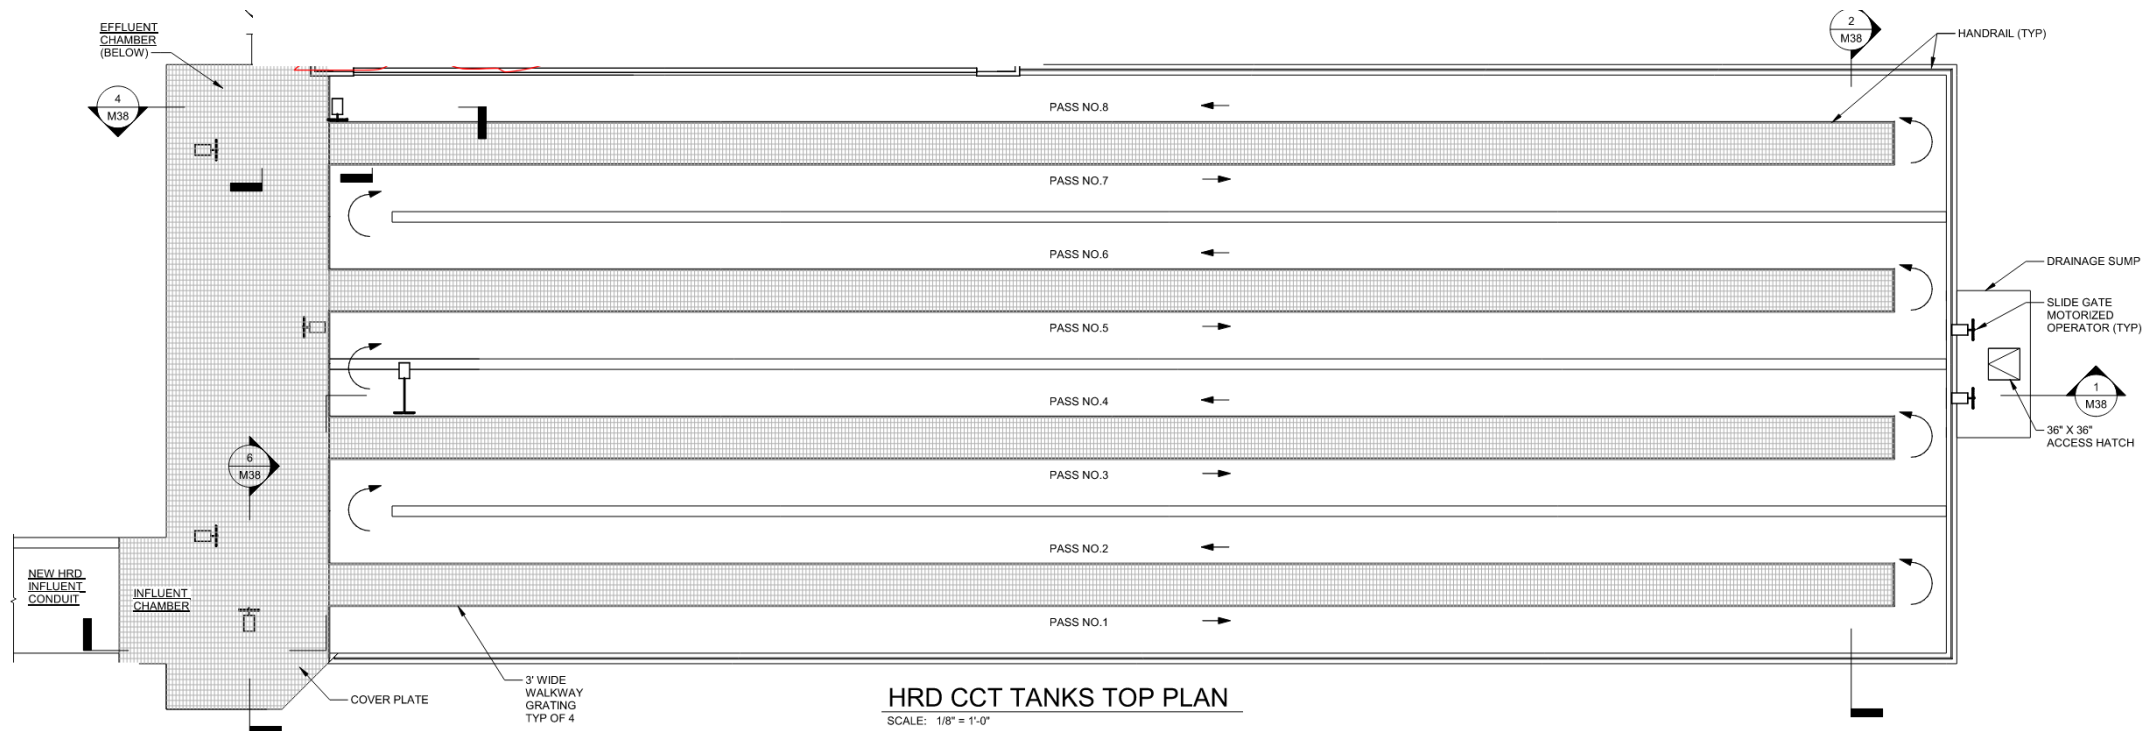 EFFLUENT
CHAMBER
(BELOW)
2
M38
HANDRAIL (TYP)
4
M38
PASS NO.8
PASS NO.7
PASS NO.6
DRAINAGE SUMP
SLIDE GATE
MOTORIZED
OPERATOR (TYP)
PASS NO.5
1
M38
PASS NO.4
36" X 36"
ACCESS HATCH
6
M38
PASS NO.3
PASS NO.2
NEW HRD
INFLUENT
CONDUIT
INFLUENT
CHAMBER
PASS NO.1
COVER PLATE
3' WIDE
WALKWAY
GRATING
TYP OF 4
HRD CCT TANKS TOP PLAN
SCALE: 1/8" = 1'-0"